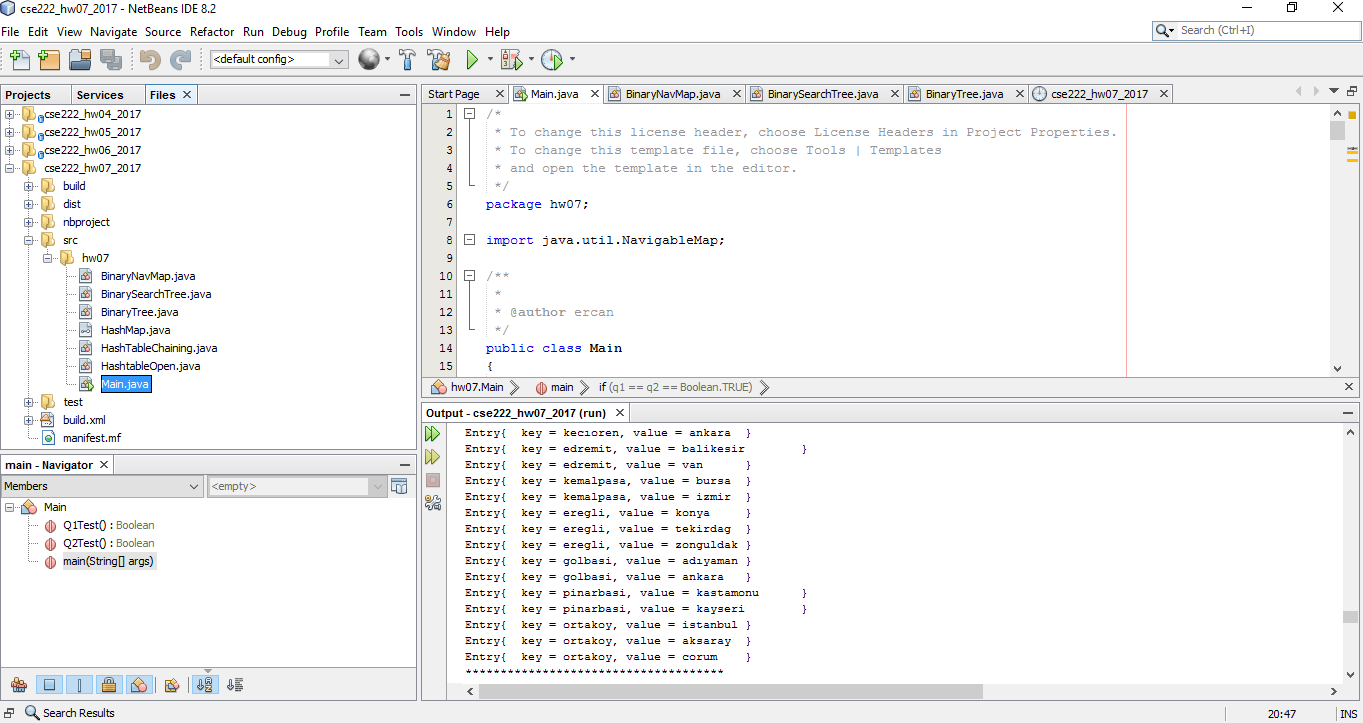 cse222_hw07_2017 - NetBeans IDE 8.2
File Edit View Navigate Source Refactor Run Debug Profile Team Tools Window Help
Search (Ctrl+I)
<default config>
Projects Services Files
cse222_hw04_2017
cse222_hw05_2017
cse222_hw06_2017
cse222_hw07_2017
build
dist
nbproject
src
hw07
BinaryNavMap.java
BinarySearchTree.java
BinaryTree.java
HashMap.java
HashTableChaining.java
HashtableOpen.java
Main.java
test
build.xml
manifest.mf
main - Navigator
Members <empty>
Main
Q1Test() : Boolean
Q2Test() : Boolean
main(String[] args)
Start Page Main.java BinaryNavMap.java BinarySearchTree.java BinaryTree.java cse222_hw07_2017
1 /*
2 * To change this license header, choose License Headers in Project Properties.
3 * To change this template file, choose Tools | Templates
4 * and open the template in the editor.
5 */
6 package hw07;
7
8 import java.util.NavigableMap;
9
10 /**
11 *
12 * @author ercan
13 */
14 public class Main
15 {
hw07.Main main if (q1 == q2 == Boolean.TRUE)
Output - cse222_hw07_2017 (run)
Entry{ key = kecioren, value = ankara }
Entry{ key = edremit, value = balikesir }
Entry{ key = edremit, value = van }
Entry{ key = kemalpasa, value = bursa }
Entry{ key = kemalpasa, value = izmir }
Entry{ key = eregli, value = konya }
Entry{ key = eregli, value = tekirdag }
Entry{ key = eregli, value = zonguldak }
Entry{ key = golbasi, value = adiyaman }
Entry{ key = golbasi, value = ankara }
Entry{ key = pinarbasi, value = kastamonu }
Entry{ key = pinarbasi, value = kayseri }
Entry{ key = ortakoy, value = istanbul }
Entry{ key = ortakoy, value = aksaray }
Entry{ key = ortakoy, value = corum }
*************************************
Search Results
20:47 INS